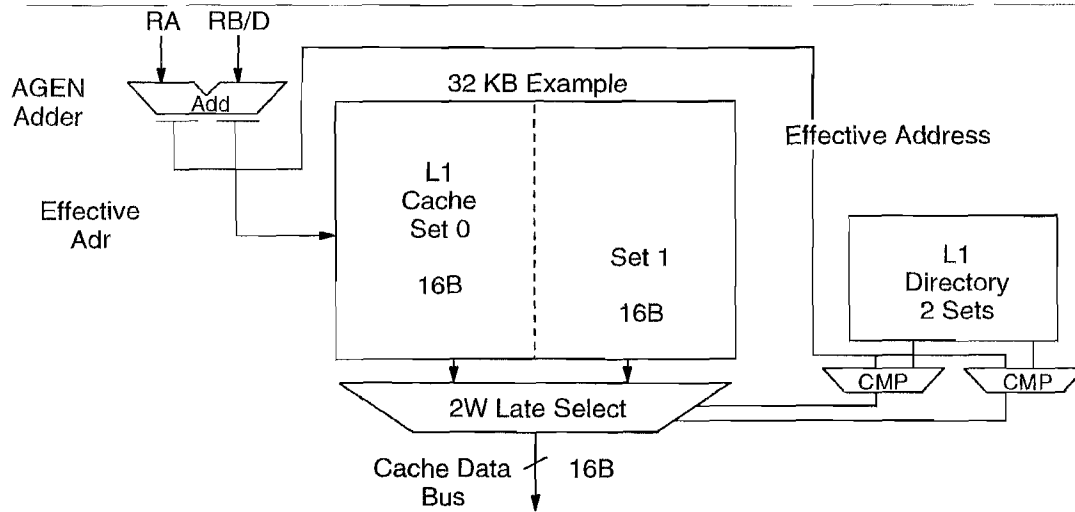 RA RB/D
AGEN
Adder
Add
32 KB Example
Effective Address
L1
Cache
Set 0
16B
Set 1
16B
Effective
Adr
L1
Directory
2 Sets
CMP
CMP
2W Late Select
Cache Data
Bus
16B